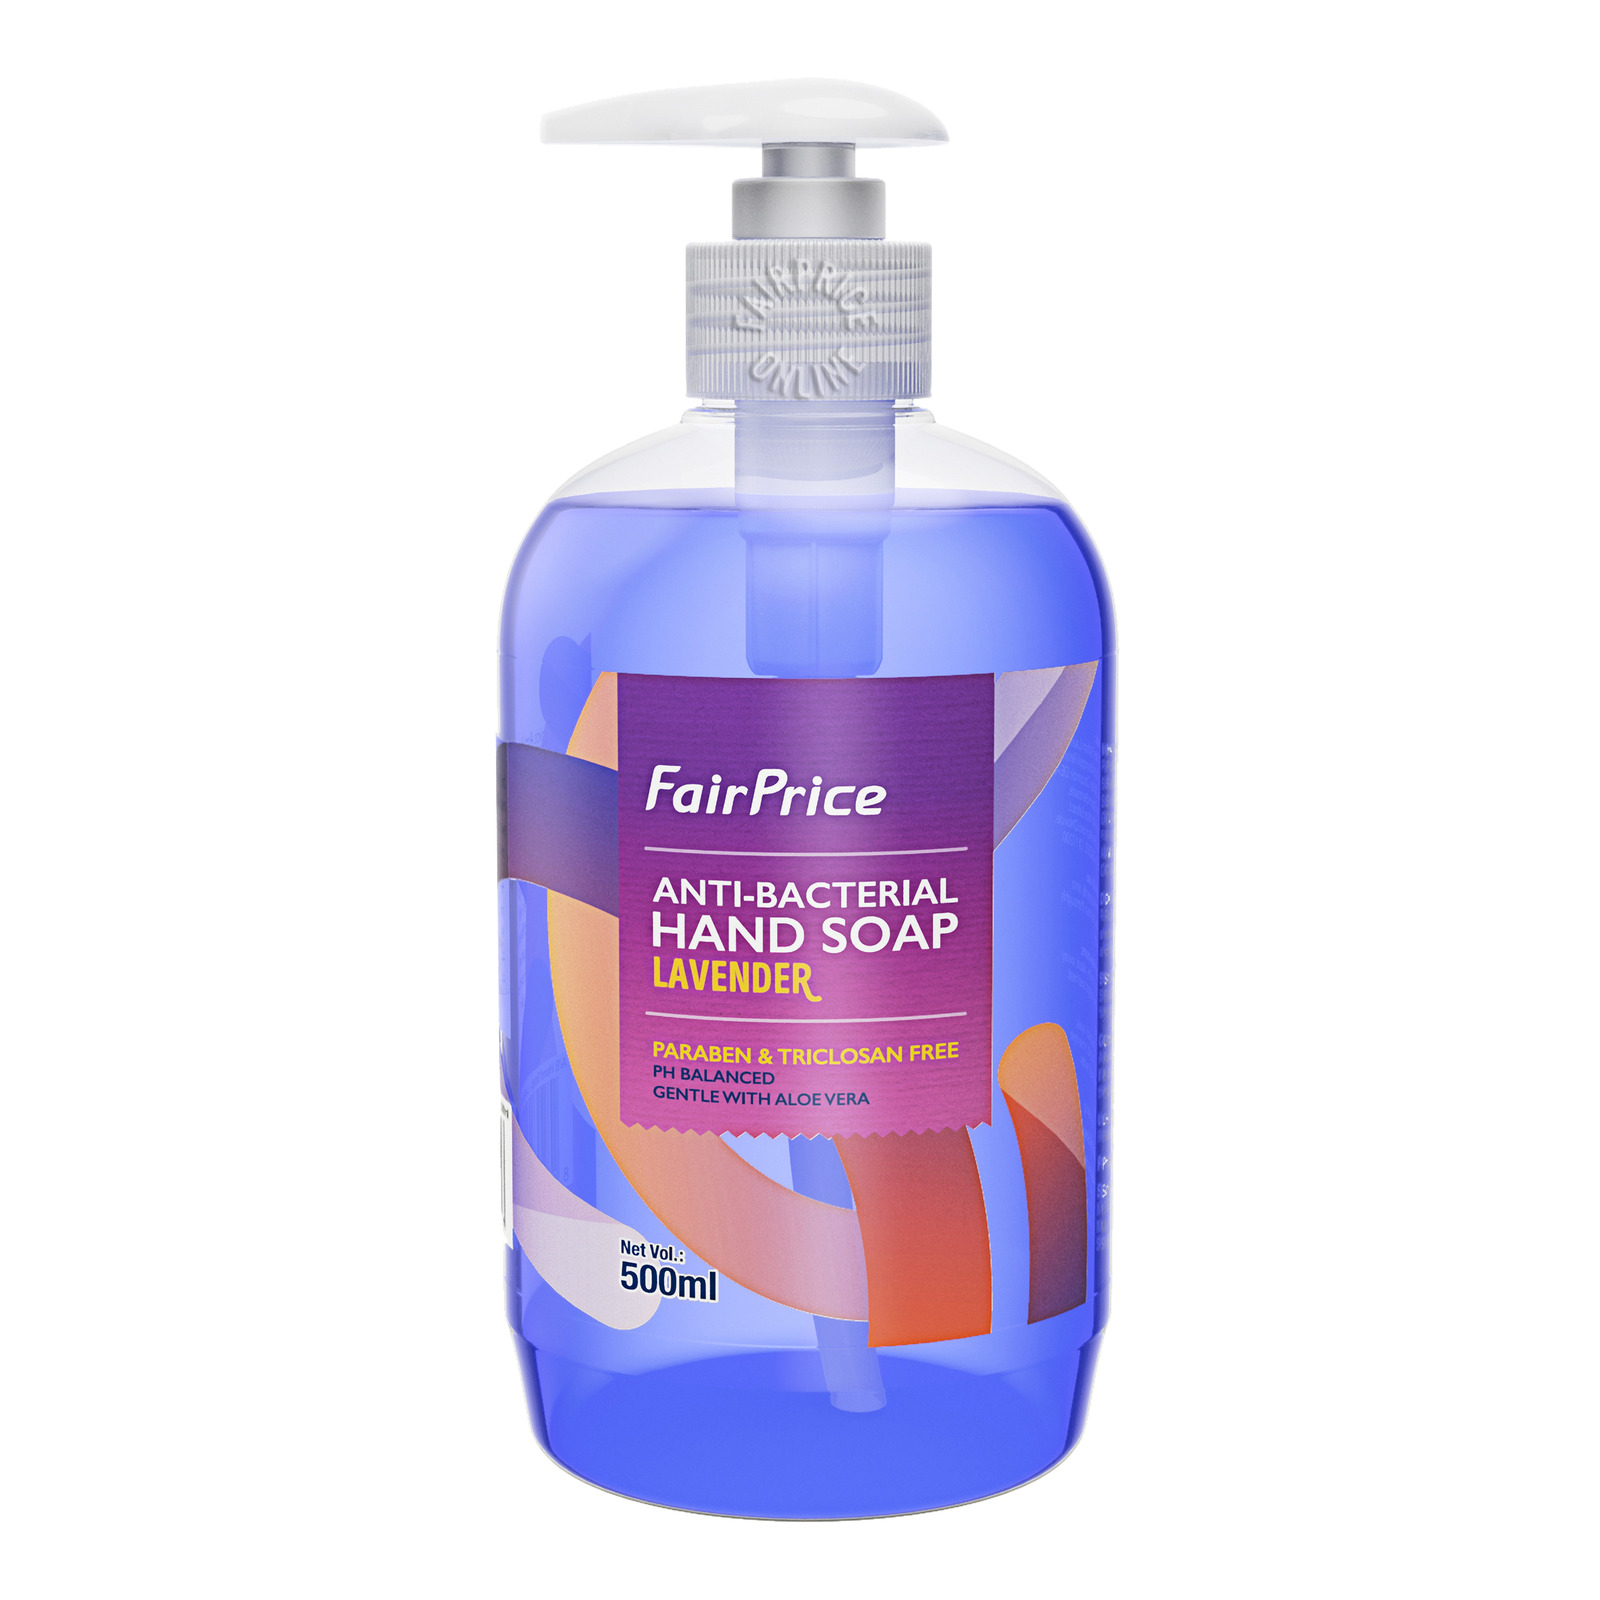 FAIRPRICE
ONLINE
FairPrice
ANTI-BACTERIAL
HAND SOAP
LAVENDER
PARABEN & TRICLOSAN FREE
PH BALANCED
GENTLE WITH ALOE VERA
Net Vol.:
500ml